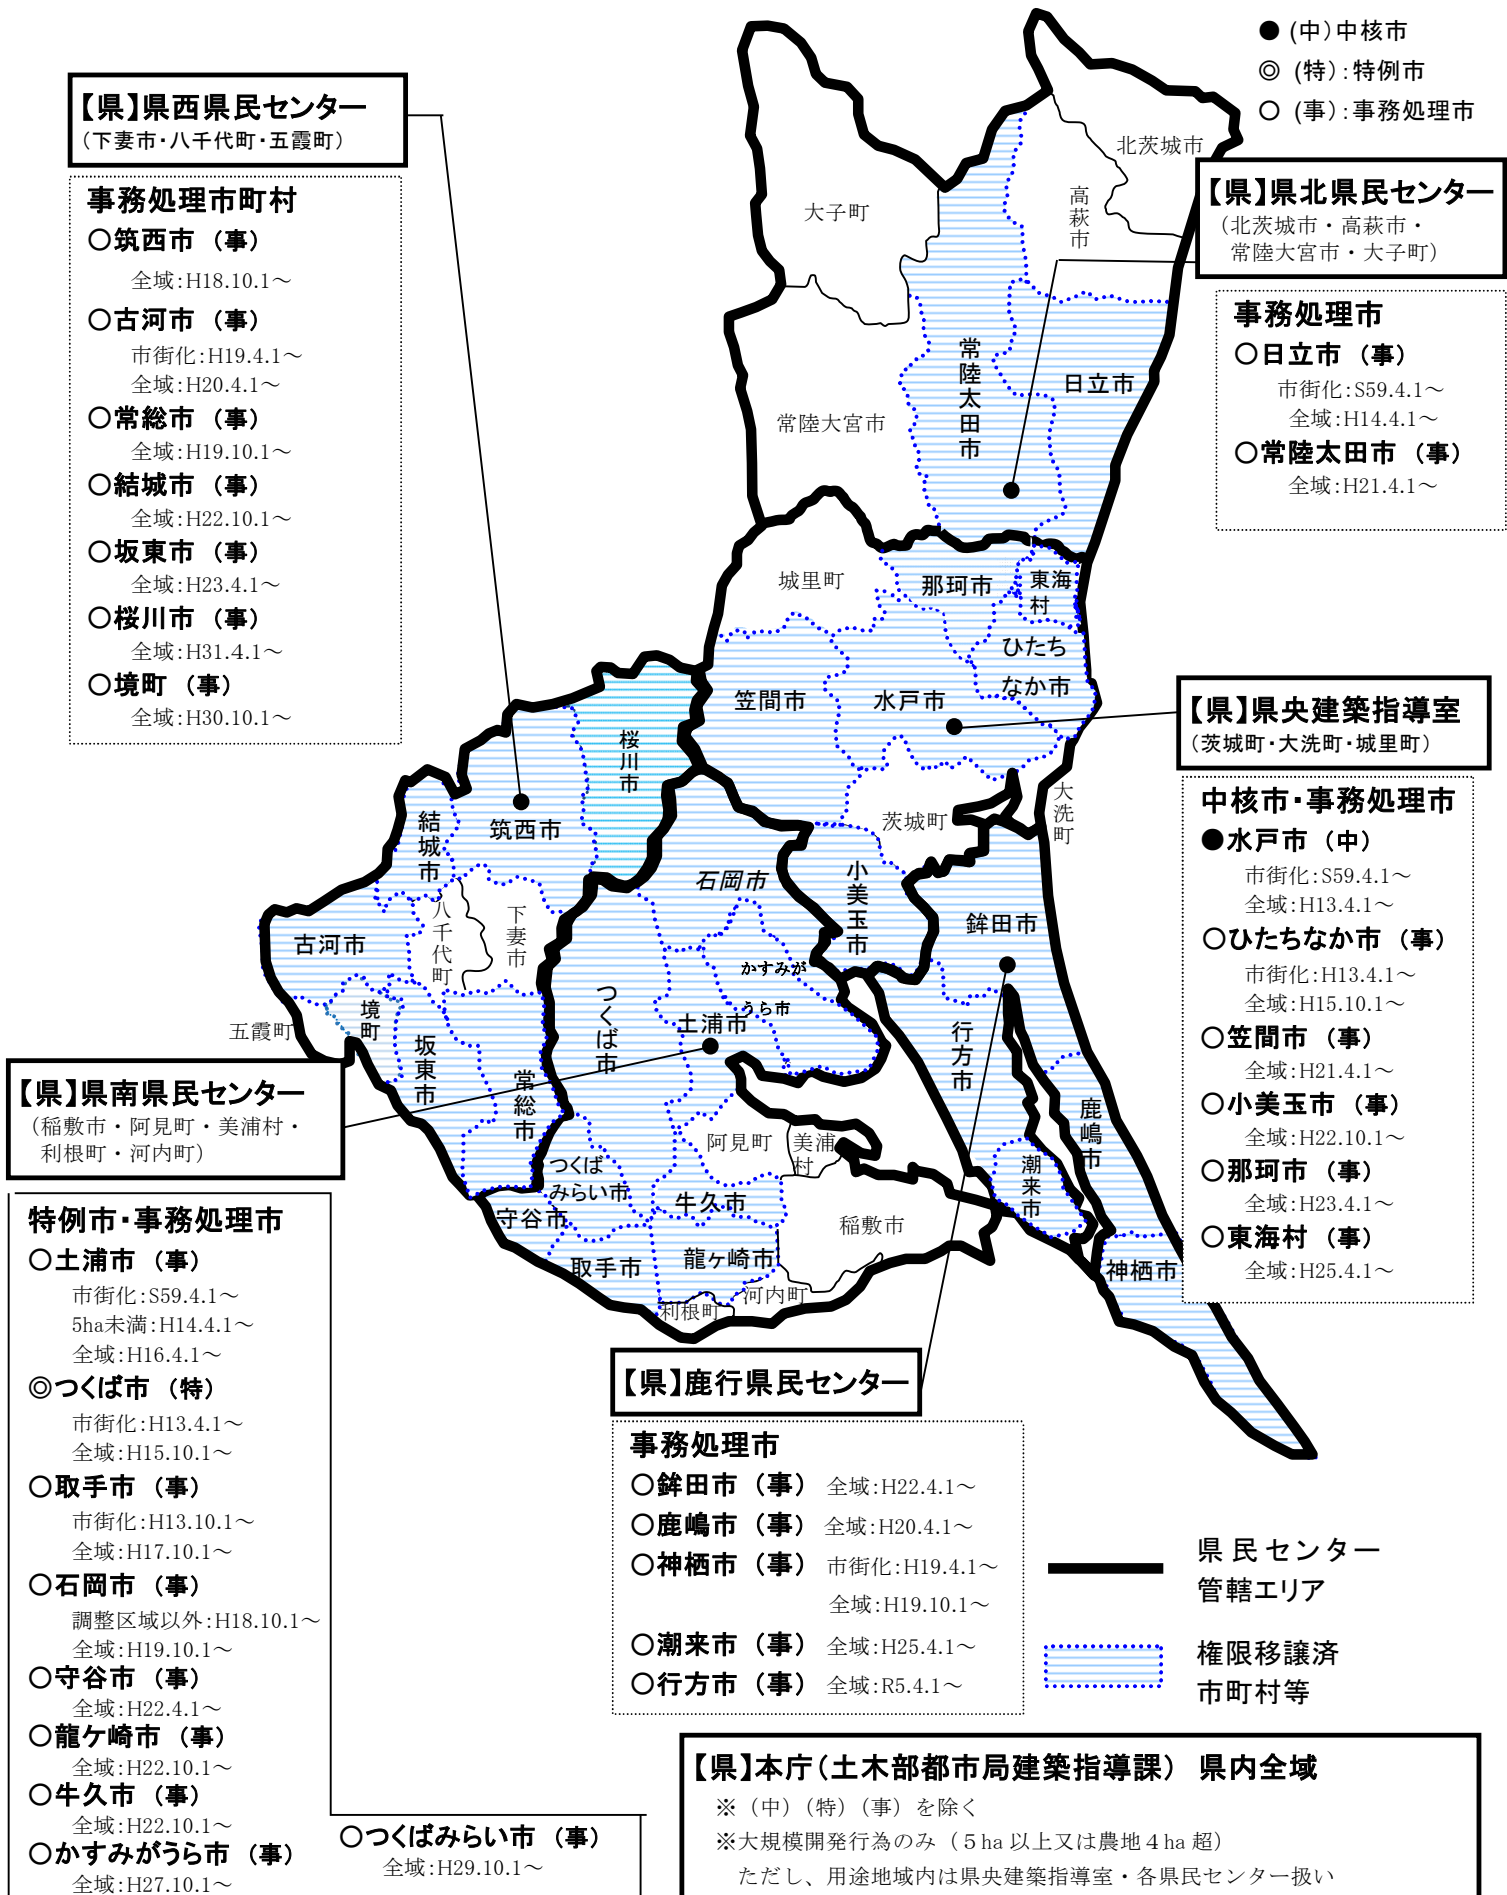 ● (中)中核市
◎ (特):特例市
○ (事):事務処理市
【県】県西県民センター
(下妻市・八千代町・五霞町)
事務処理市町村
○筑西市 (事)
全域:H18.10.1～
○古河市 (事)
市街化:H19.4.1～
全域:H20.4.1～
○常総市 (事)
全域:H19.10.1～
○結城市 (事)
全域:H22.10.1～
○坂東市 (事)
全域:H23.4.1～
○桜川市 (事)
全域:H31.4.1～
○境町 (事)
全域:H30.10.1～
【県】県北県民センター
(北茨城市・高萩市・
常陸大宮市・大子町)
事務処理市
○日立市 (事)
市街化:S59.4.1～
全域:H14.4.1～
○常陸太田市 (事)
全域:H21.4.1～
北茨城市
高萩市
大子町
常陸太田市
日立市
常陸大宮市
城里町
那珂市
東海
村
ひたち
なか市
笠間市
水戸市
桜川市
筑西市
結城市
茨城町
大洗町
石岡市
小美玉市
鉾田市
古河市
八千代町
下妻市
かすみが
うら市
つくば市
土浦市
境町
五霞町
坂東市
常総市
行方市
鹿嶋市
潮来市
阿見町
美浦
村
つくば
みらい市
牛久市
守谷市
稲敷市
取手市
龍ヶ崎市
河内町
利根町
神栖市
【県】県央建築指導室
(茨城町・大洗町・城里町)
中核市・事務処理市
●水戸市 (中)
市街化:S59.4.1～
全域:H13.4.1～
○ひたちなか市 (事)
市街化:H13.4.1～
全域:H15.10.1～
○笠間市 (事)
全域:H21.4.1～
○小美玉市 (事)
全域:H22.10.1～
○那珂市 (事)
全域:H23.4.1～
○東海村 (事)
全域:H25.4.1～
【県】県南県民センター
(稲敷市・阿見町・美浦村・
利根町・河内町)
特例市・事務処理市
○土浦市 (事)
市街化:S59.4.1～
5ha未満:H14.4.1～
全域:H16.4.1～
◎つくば市 (特)
市街化:H13.4.1～
全域:H15.10.1～
○取手市 (事)
市街化:H13.10.1～
全域:H17.10.1～
○石岡市 (事)
調整区域以外:H18.10.1～
全域:H19.10.1～
○守谷市 (事)
全域:H22.4.1～
○龍ケ崎市 (事)
全域:H22.10.1～
○牛久市 (事)
全域:H22.10.1～
○かすみがうら市 (事)
全域:H27.10.1～
○つくばみらい市 (事)
全域:H29.10.1～
【県】鹿行県民センター
事務処理市
○鉾田市 (事) 全域:H22.4.1～
○鹿嶋市 (事) 全域:H20.4.1～
○神栖市 (事) 市街化:H19.4.1～
全域:H19.10.1～
○潮来市 (事) 全域:H25.4.1～
○行方市 (事) 全域:R5.4.1～
県民センター
管轄エリア
権限移譲済
市町村等
【県】本庁(土木部都市局建築指導課) 県内全域
※(中)(特)(事)を除く
※大規模開発行為のみ(5ha以上又は農地4ha超)
ただし、用途地域内は県央建築指導室・各県民センター扱い